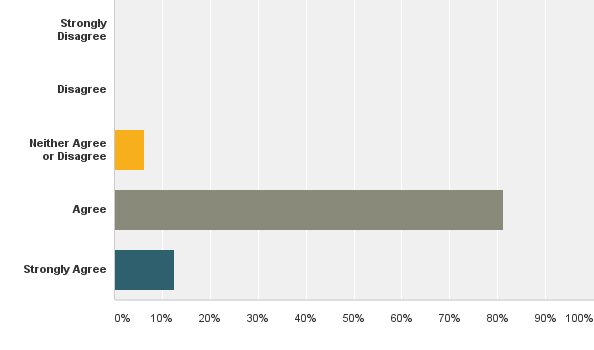 Strongly
Disagree
Disagree
Neither Agree
or Disagree
Agree
Strongly Agree
0% 10% 20% 30% 40% 50% 60% 70% 80% 90% 100%